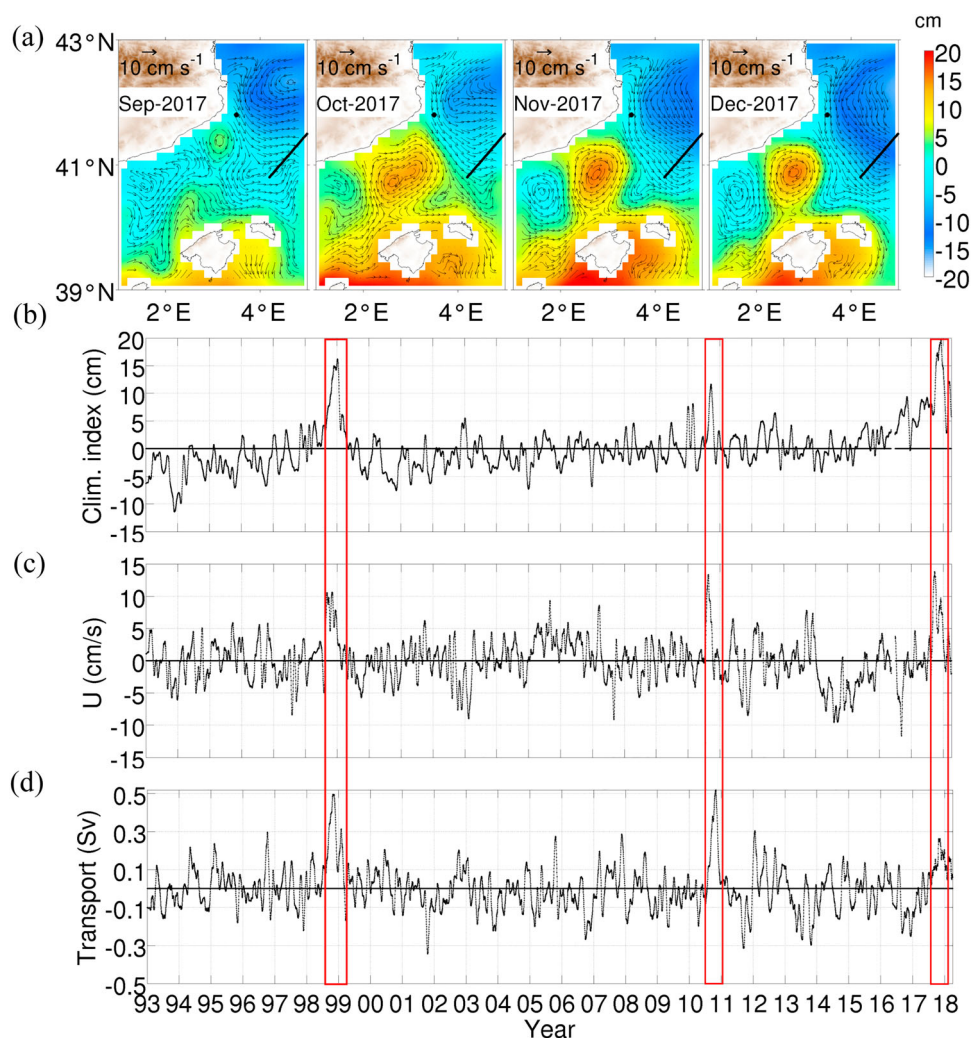 (a)
43°N
41°N
39°N
10 cm s-1
Sep-2017
10 cm s-1
Oct-2017
10 cm s-1
Nov-2017
10 cm s-1
Dec-2017
2°E 4°E 2°E 4°E 2°E 4°E 2°E 4°E
cm
20
15
10
5
0
-5
-10
-15
-20
(b)
Clim. index (cm)
20
15
10
5
0
-5
-10
-15
(c)
U (cm/s)
15
10
5
0
-5
-10
-15
(d)
Transport (Sv)
0.5
0.3
0.1
-0.1
-0.3
-0.5
93 94 95 96 97 98 99 00 01 02 03 04 05 06 07 08 09 10 11 12 13 14 15 16 17 18
Year